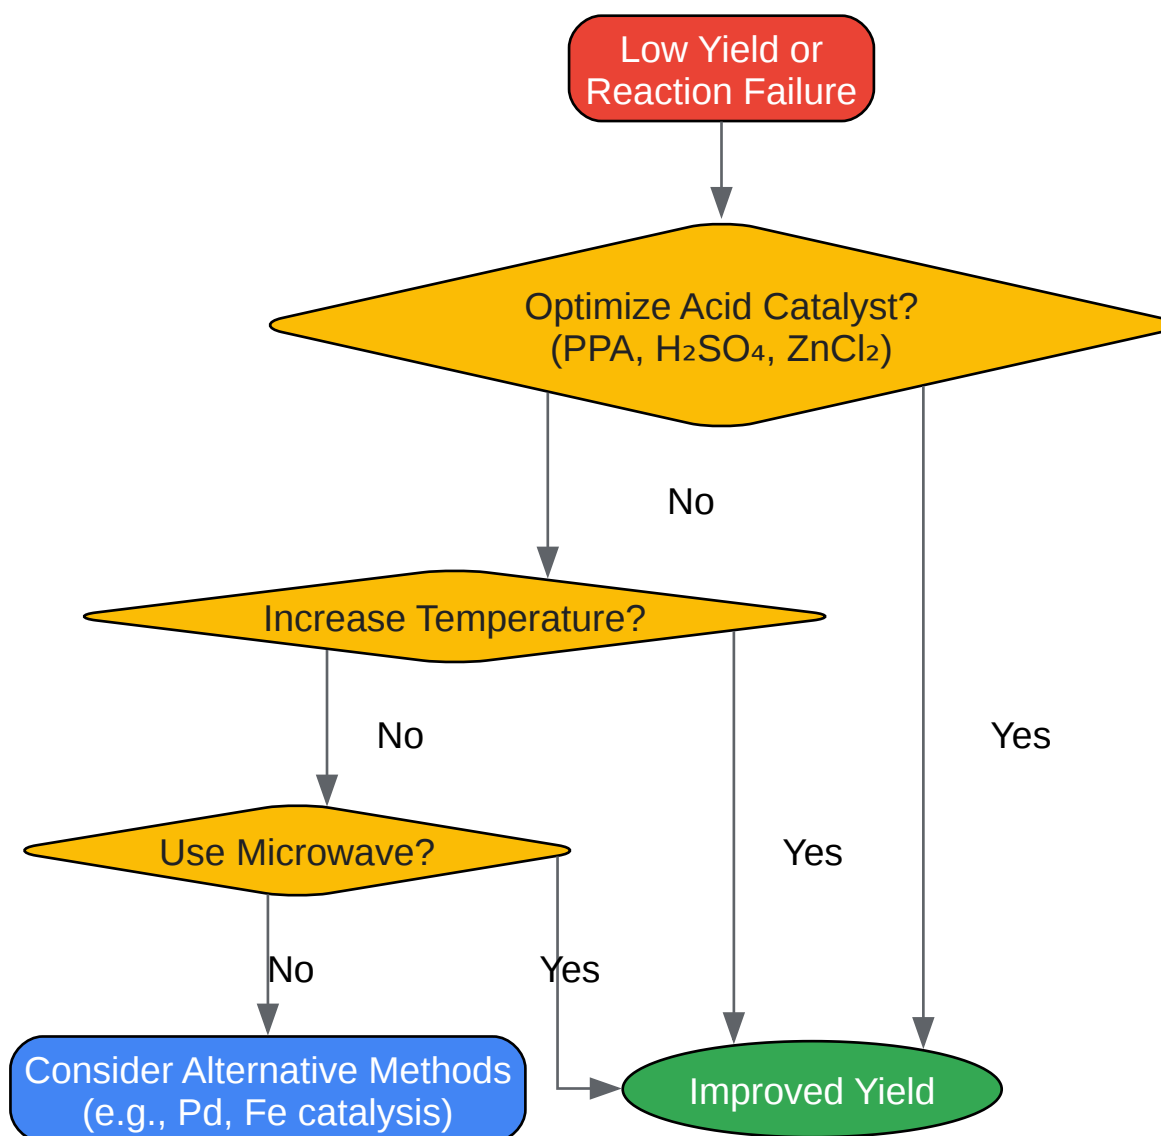 Low Yield or
Reaction Failure
Optimize Acid Catalyst?
(PPA, H₂SO₄, ZnCl₂)
No
Increase Temperature?
No
Yes
Use Microwave?
Yes
No
Yes
Consider Alternative Methods
(e.g., Pd, Fe catalysis)
Improved Yield